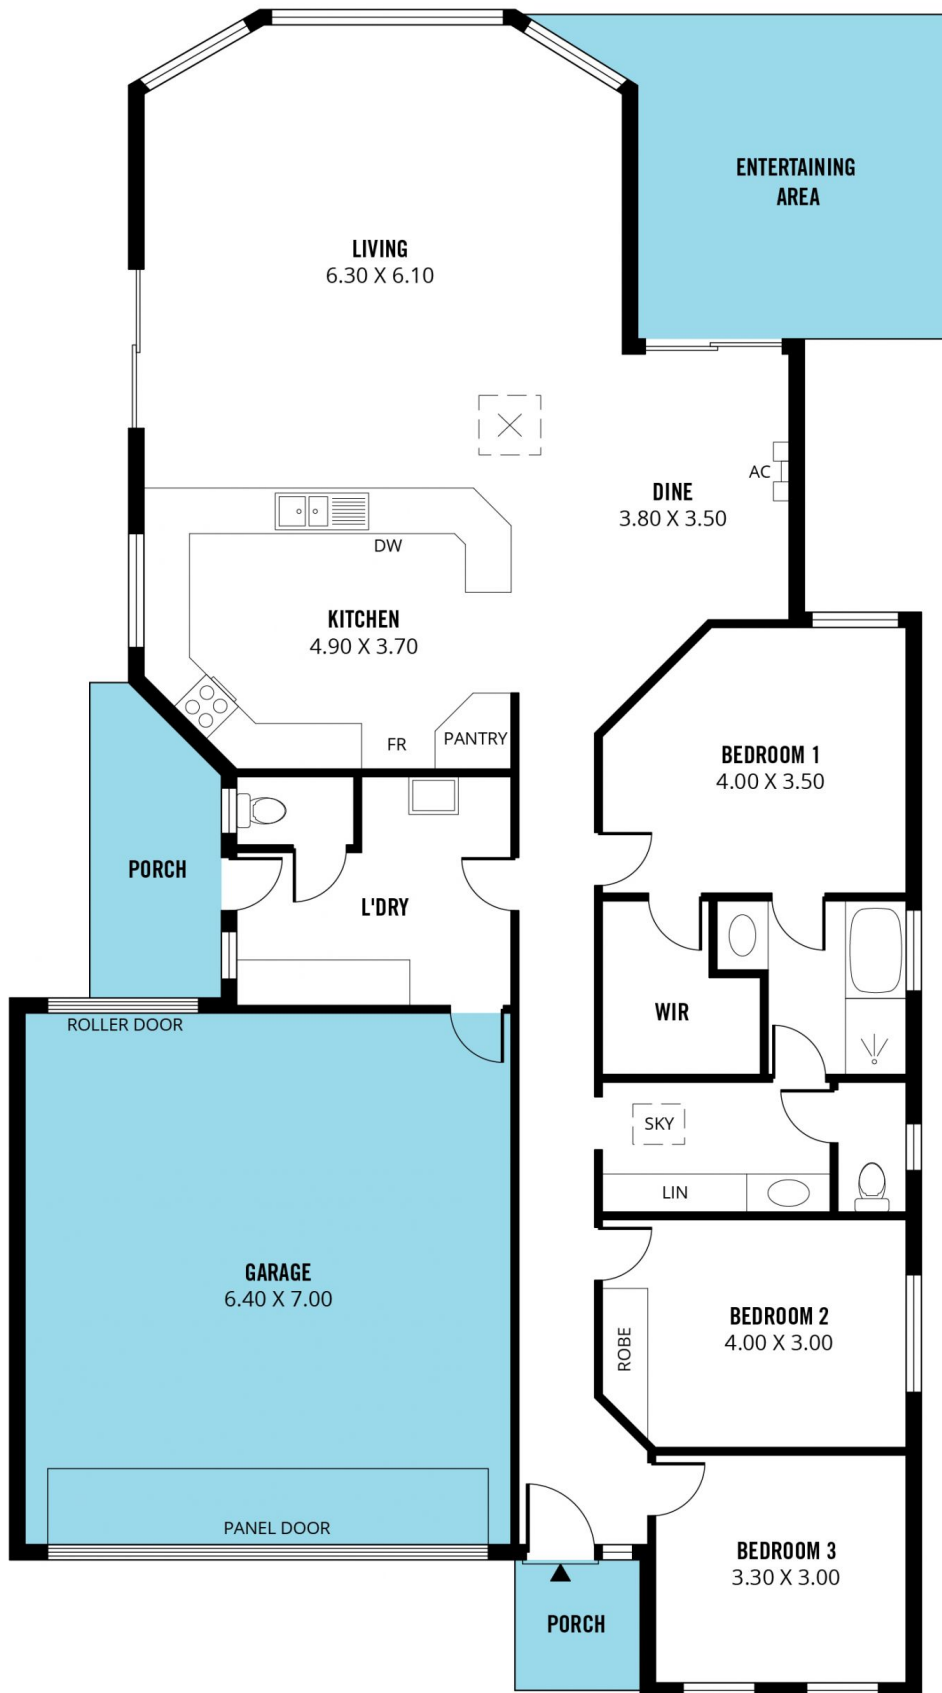 ENTERTAINING
AREA
LIVING
6.30 X 6.10
AC
DINE
3.80 X 3.50
DW
KITCHEN
4.90 X 3.70
FR
PANTRY
BEDROOM 1
4.00 X 3.50
PORCH
L'DRY
WIR
ROLLER DOOR
SKY
LIN
GARAGE
6.40 X 7.00
BEDROOM 2
4.00 X 3.00
ROBE
PANEL DOOR
BEDROOM 3
3.30 X 3.00
PORCH